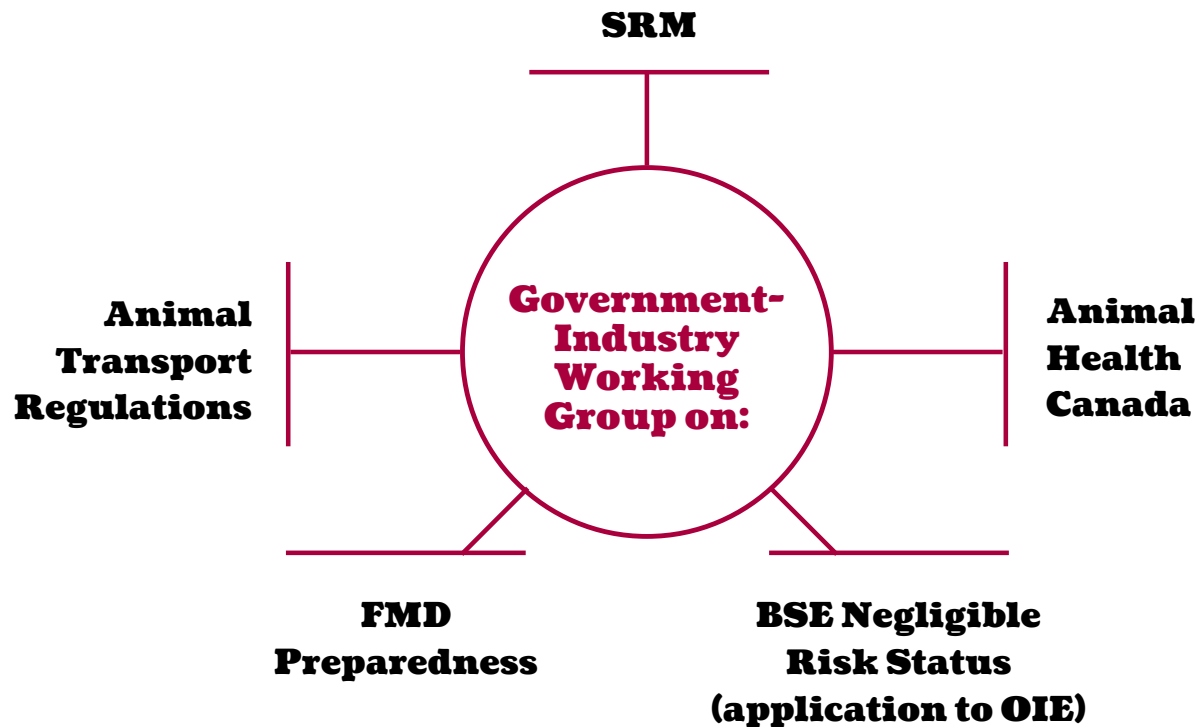 SRM
Government-
Industry
Working
Group on:
Animal
Transport
Regulations
Animal
Health
Canada
FMD
Preparedness
BSE Negligible
Risk Status
(application to OIE)